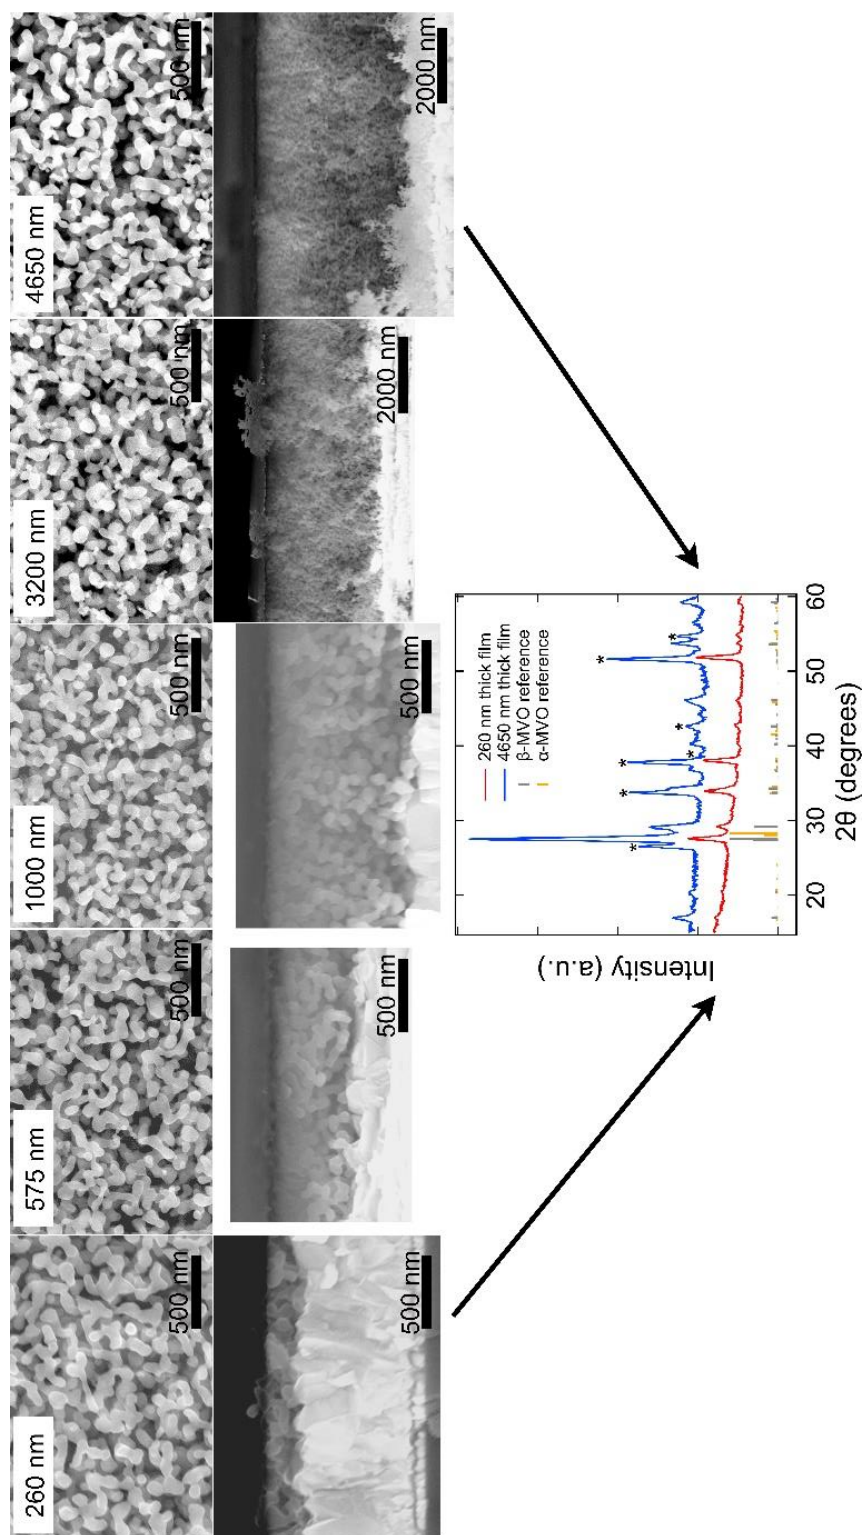 260 nm
575 nm
1000 nm
3200 nm
4650 nm
500 nm
500 nm
500 nm
500 nm
500 nm
500 nm
500 nm
500 nm
2000 nm
2000 nm
260 nm thick film
4650 nm thick film
β-MVO reference
α-MVO reference
*
*
*
*
*
*
*
Intensity (a.u.)
20
30
40
50
60
2θ (degrees)